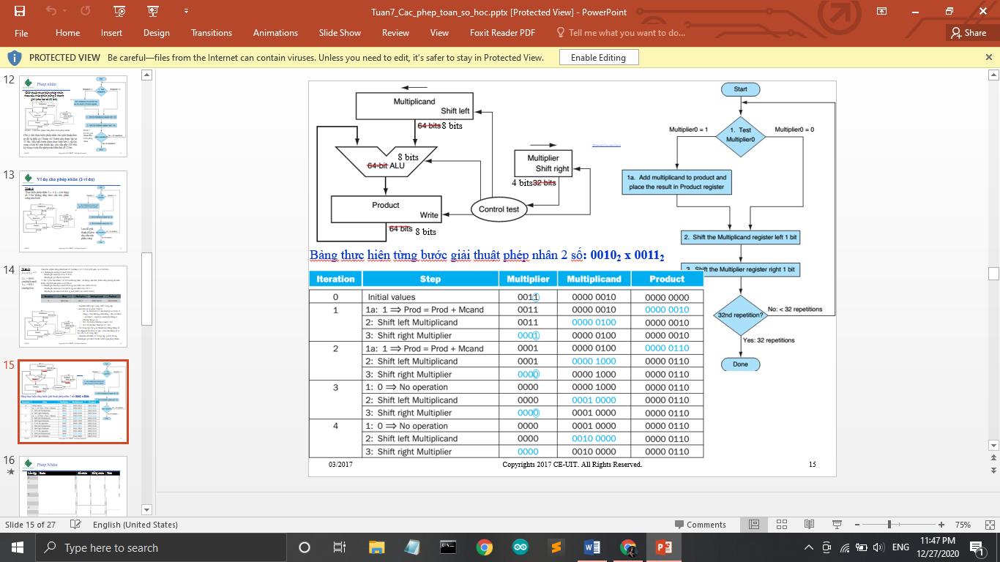 Tuan7_Cac_phep_toan_so_hoc.pptx [Protected View] - PowerPoint
File Home Insert Design Transitions Animations Slide Show Review View Foxit Reader PDF Tell me what you want to do... Share
PROTECTED VIEW Be careful—files from the Internet can contain viruses. Unless you need to edit, it's safer to stay in Protected View. Enable Editing
12
Phép nhân
13
Ví dụ cho phép nhân (3 ví dụ)
14
15
16
Phép Nhân
Multiplicand
Shift left
64 bits 8 bits
8 bits
64-bit ALU
Multiplier
Shift right
4 bits 32 bits
Product
Write
Control test
64 bits 8 bits
Start
Multiplier0 = 1
1. Test
Multiplier0
Multiplier0 = 0
1a. Add multiplicand to product and
place the result in Product register
2. Shift the Multiplicand register left 1 bit
3. Shift the Multiplier register right 1 bit
32nd repetition?
No: < 32 repetitions
Yes: 32 repetitions
Done
Bảng thực hiện từng bước giải thuật phép nhân 2 số: 0010₂ x 0011₂
Iteration Step Multiplier Multiplicand Product
0 Initial values 0011 0000 0010 0000 0000
1 1a: 1 ⟹ Prod = Prod + Mcand 0011 0000 0010 0000 0010
2: Shift left Multiplicand 0011 0000 0100 0000 0010
3: Shift right Multiplier 0001 0000 0100 0000 0010
2 1a: 1 ⟹ Prod = Prod + Mcand 0001 0000 0100 0000 0110
2: Shift left Multiplicand 0001 0000 1000 0000 0110
3: Shift right Multiplier 0000 0000 1000 0000 0110
3 1: 0 ⟹ No operation 0000 0000 1000 0000 0110
2: Shift left Multiplicand 0000 0001 0000 0000 0110
3: Shift right Multiplier 0000 0001 0000 0000 0110
4 1: 0 ⟹ No operation 0000 0001 0000 0000 0110
2: Shift left Multiplicand 0000 0010 0000 0000 0110
3: Shift right Multiplier 0000 0010 0000 0000 0110
03/2017 Copyrights 2017 CE-UIT. All Rights Reserved. 15
Slide 15 of 27 English (United States) Comments 75%
Type here to search
ENG
11:47 PM
12/27/2020
1